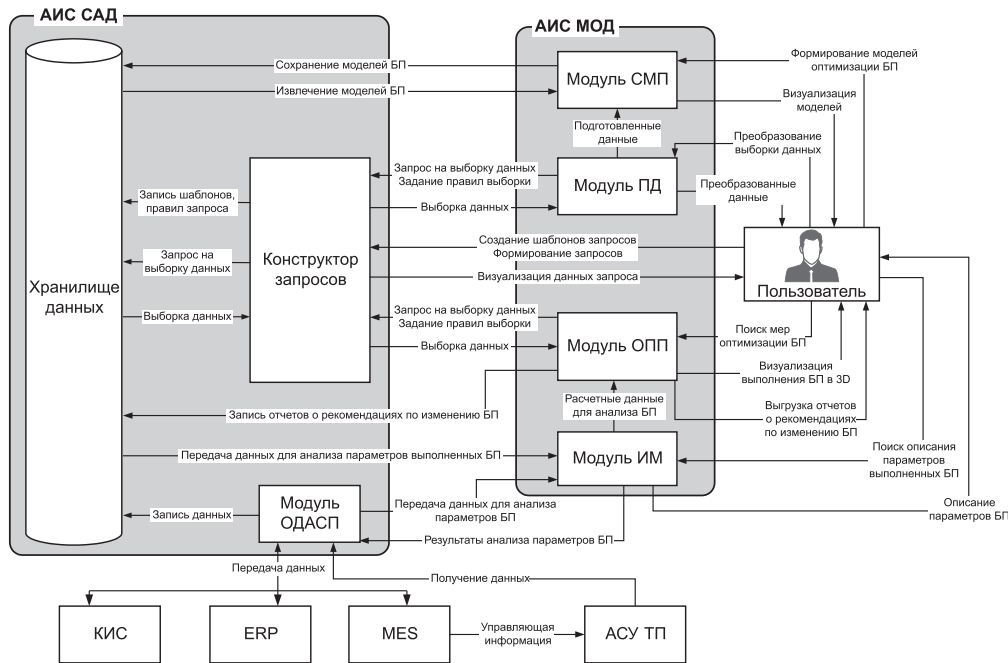 АИС САД
АИС МОД
Сохранение моделей БП
Извлечение моделей БП
Модуль СМП
Формирование моделей
оптимизации БП
Визуализация
моделей
Подготовленные
данные
Преобразование
выборки данных
Запрос на выборку данных
Задание правил выборки
Модуль ПД
Преобразованные
данные
Запись шаблонов,
правил запроса
Выборка данных
Создание шаблонов запросов
Формирование запросов
Запрос на
выборку данных
Конструктор
запросов
Визуализация данных запроса
Хранилище
данных
Пользователь
Выборка данных
Запрос на выборку данных
Задание правил выборки
Выборка данных
Модуль ОПП
Поиск мер
оптимизации БП
Визуализация
выполнения БП в 3D
Запись отчетов о рекомендациях по изменению БП
Расчетные данные
для анализа БП
Выгрузка отчетов
о рекомендациях
по изменению БП
Передача данных для анализа параметров выполненных БП
Модуль ИМ
Поиск описания
параметров
выполненных БП
Запись данных
Модуль
ОДАСП
Передача данных для анализа
параметров БП
Описание
параметров БП
Результаты анализа параметров БП
Передача данных
Получение данных
КИС
ERP
MES
Управляющая
информация
АСУ ТП